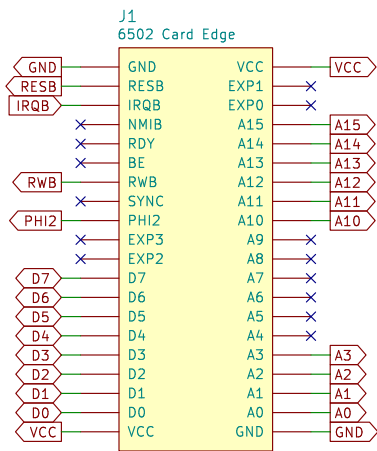 J1
6502 Card Edge
GND GND VCC VCC
RESB RESB EXP1
IRQB IRQB EXP0
NMIB A15 A15
RDY A14 A14
BE A13 A13
RWB RWB A12 A12
SYNC A11 A11
PHI2 PHI2 A10 A10
EXP3 A9
EXP2 A8
D7 D7 A7
D6 D6 A6
D5 D5 A5
D4 D4 A4
D3 D3 A3 A3
D2 D2 A2 A2
D1 D1 A1 A1
D0 D0 A0 A0
VCC VCC GND GND